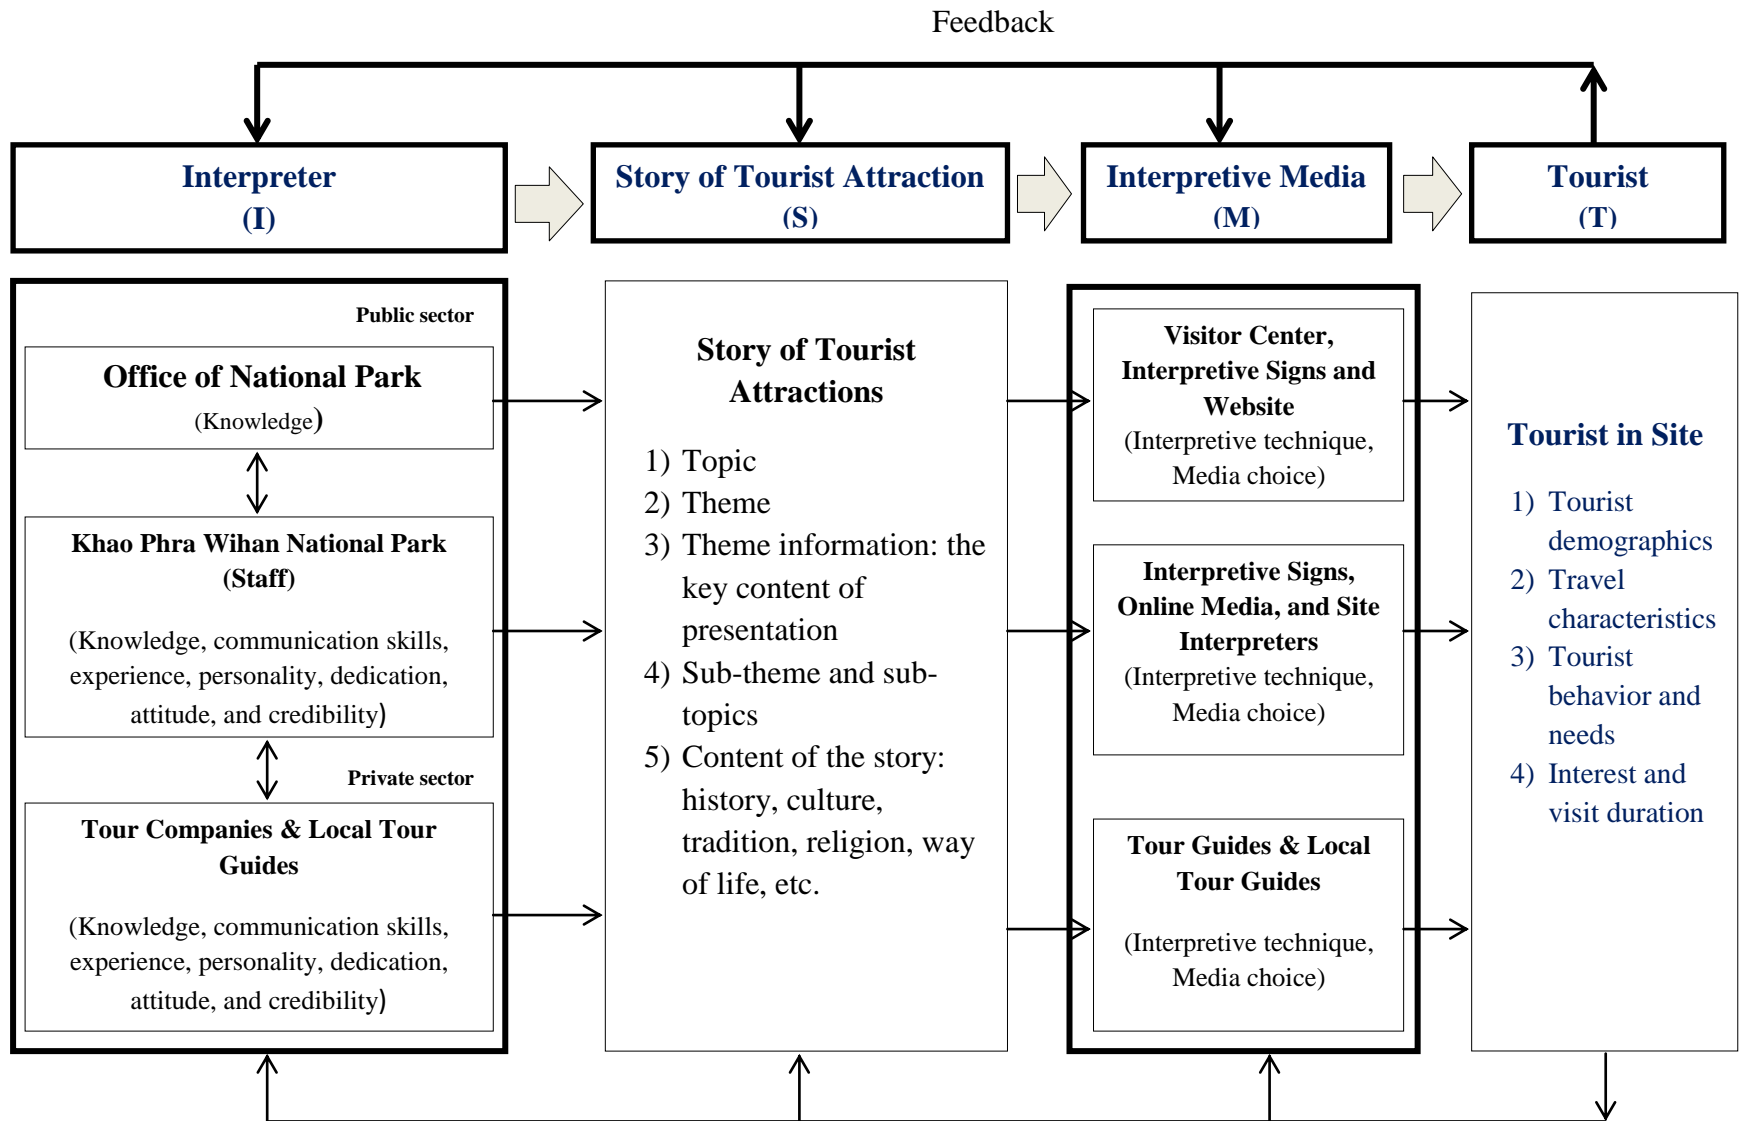 Feedback
Interpreter
(I)
Story of Tourist Attraction
(S)
Interpretive Media
(M)
Tourist
(T)
Public sector
Office of National Park
(Knowledge)
Khao Phra Wihan National Park
(Staff)
(Knowledge, communication skills,
experience, personality, dedication,
attitude, and credibility)
Private sector
Tour Companies & Local Tour
Guides
(Knowledge, communication skills,
experience, personality, dedication,
attitude, and credibility)
Story of Tourist
Attractions
1) Topic
2) Theme
3) Theme information: the
key content of
presentation
4) Sub-theme and sub-
topics
5) Content of the story:
history, culture,
tradition, religion, way
of life, etc.
Visitor Center,
Interpretive Signs and
Website
(Interpretive technique,
Media choice)
Interpretive Signs,
Online Media, and Site
Interpreters
(Interpretive technique,
Media choice)
Tour Guides & Local
Tour Guides
(Interpretive technique,
Media choice)
Tourist in Site
1) Tourist
demographics
2) Travel
characteristics
3) Tourist
behavior and
needs
4) Interest and
visit duration